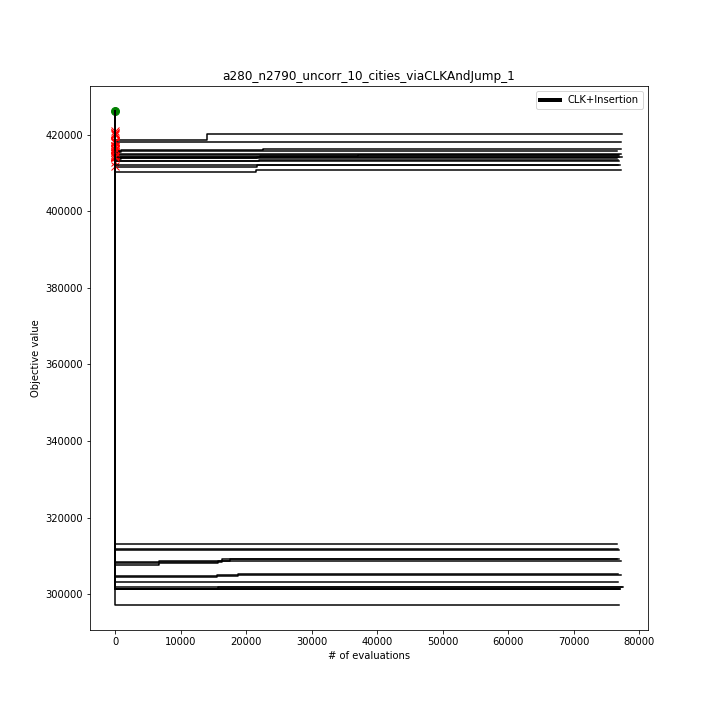 a280_n2790_uncorr_10_cities_viaCLKAndJump_1
CLK+Insertion
420000
400000
380000
360000
340000
320000
300000
Objective value
0 10000 20000 30000 40000 50000 60000 70000 80000
# of evaluations